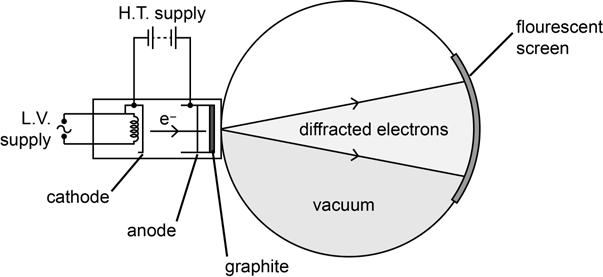 H.T. supply
flourescent
screen
L.V.
supply
e⁻
diffracted electrons
cathode
vacuum
anode
graphite